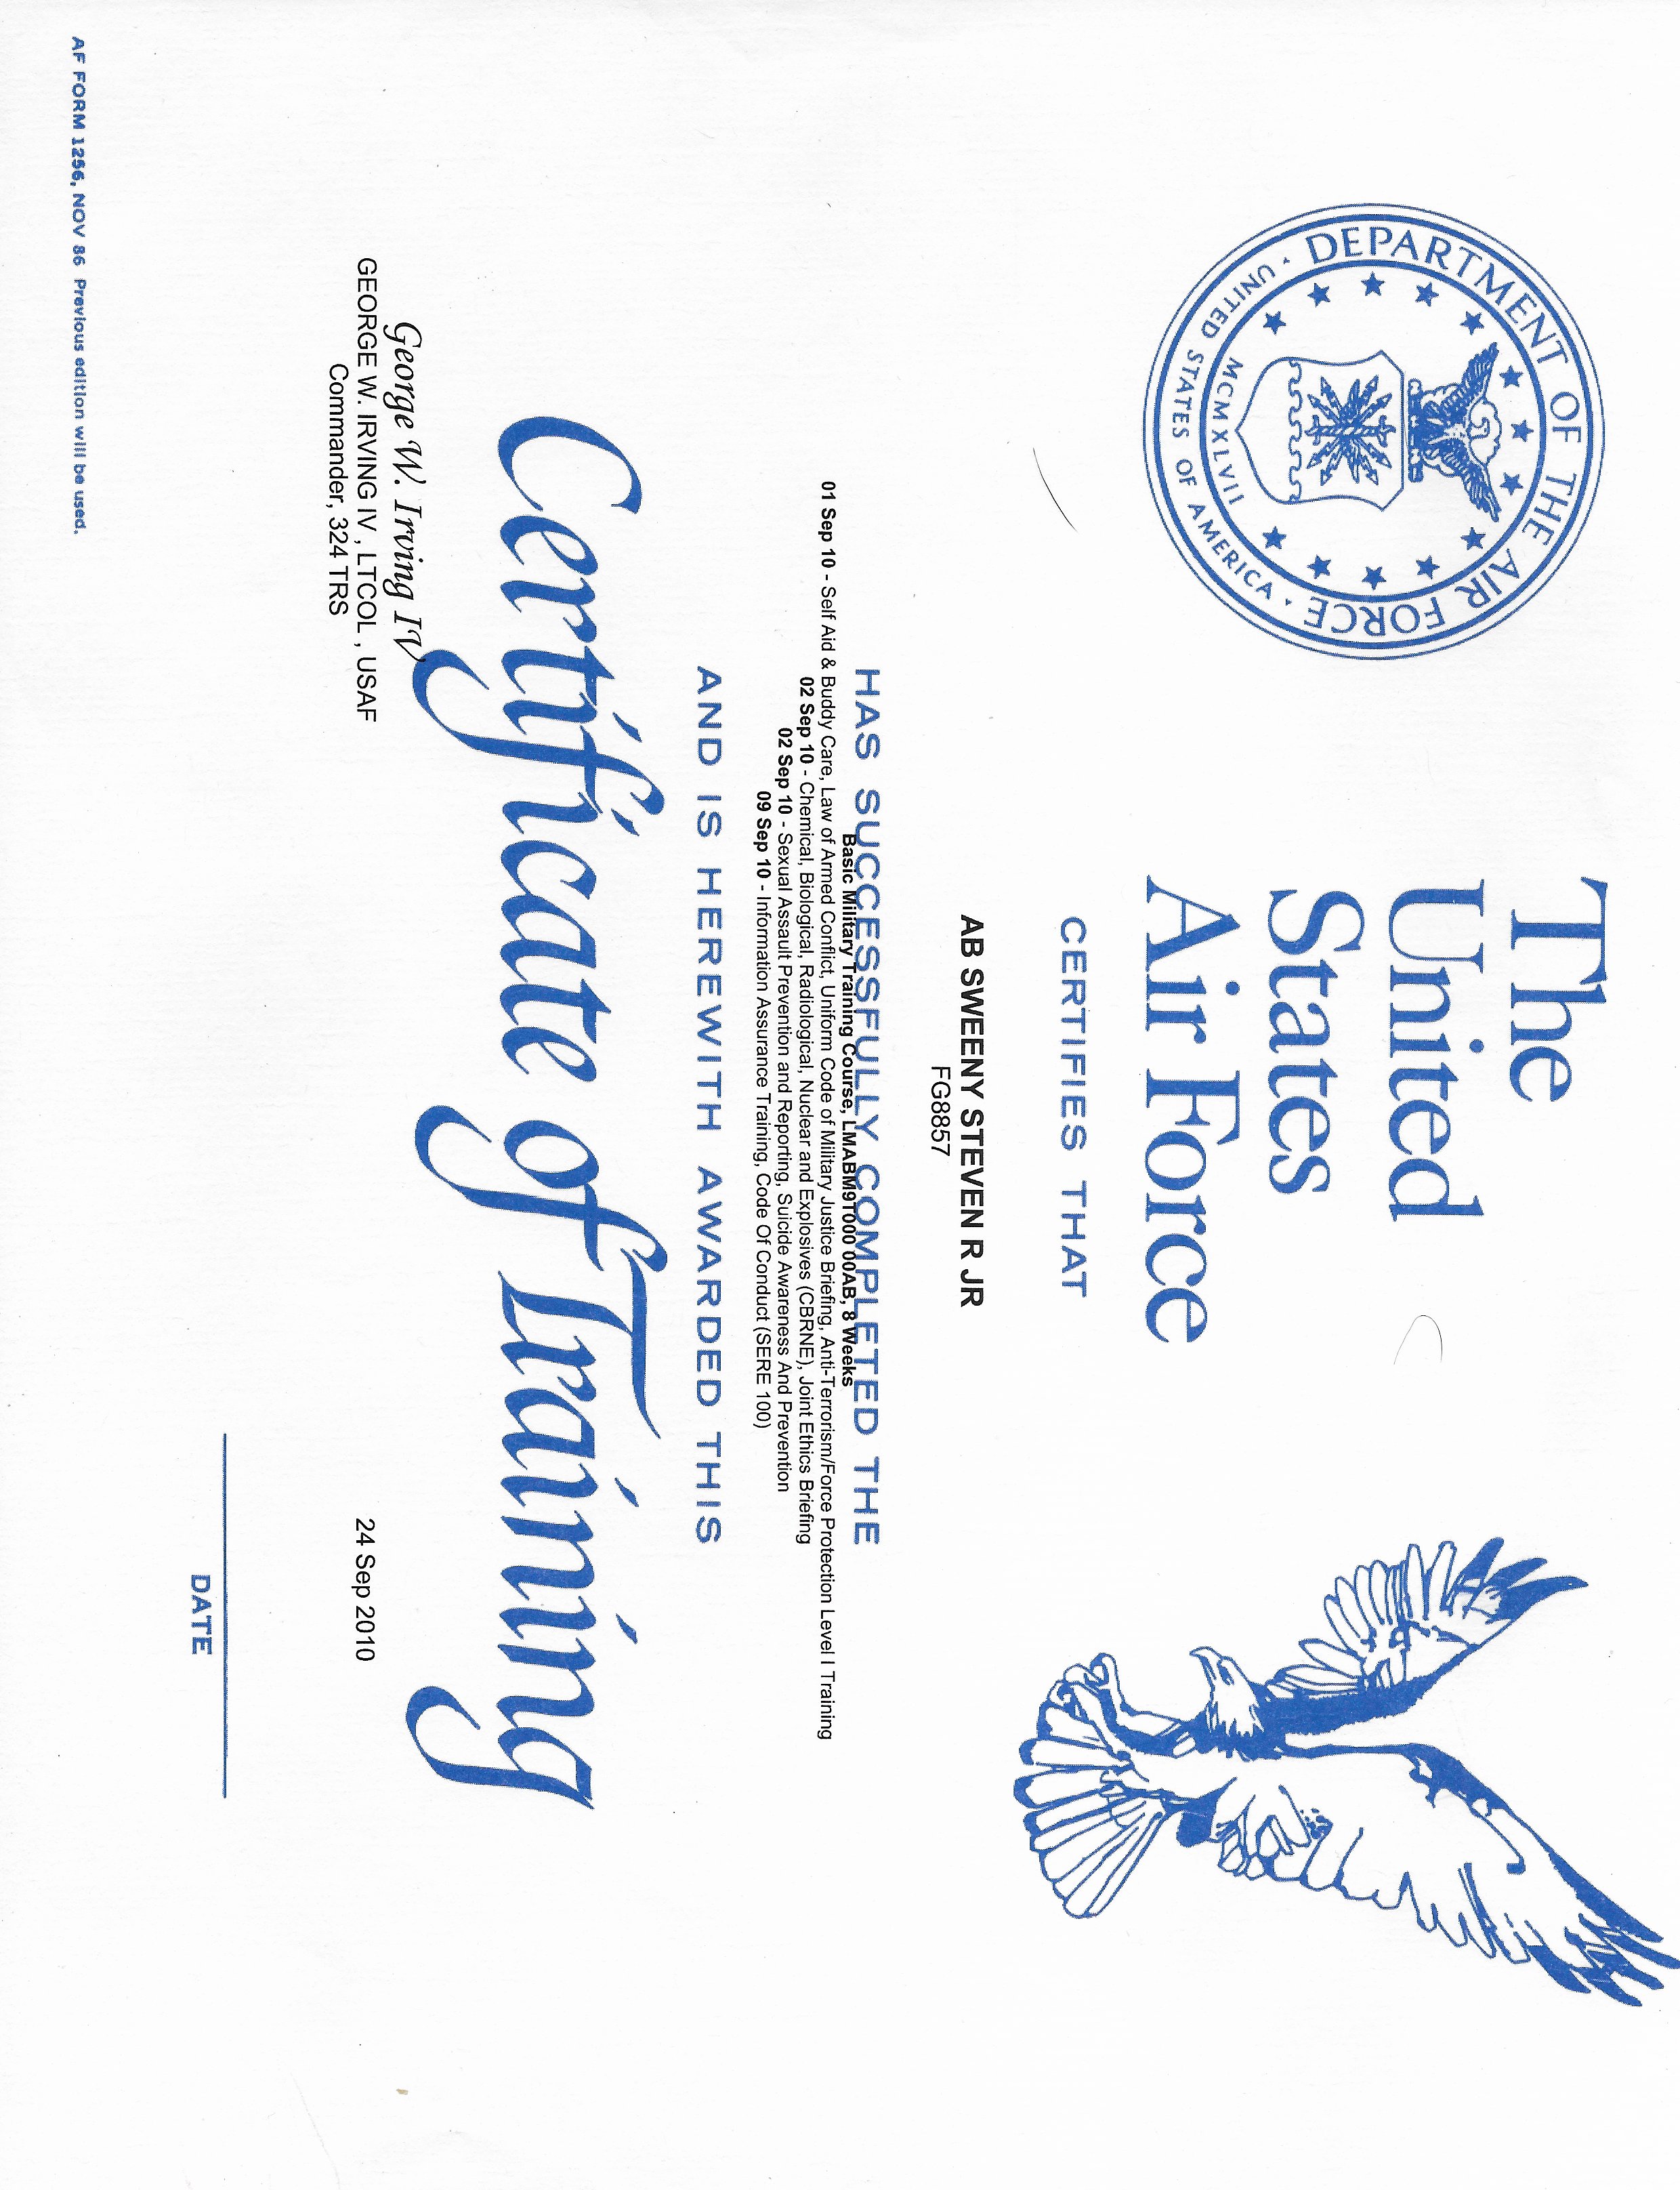 DEPARTMENT OF THE AIR FORCE
UNITED STATES OF AMERICA
MCMXLVII
The
United
States
Air Force
CERTIFIES THAT
AB SWEENY STEVEN R JR
FG8857
HAS SUCCESSFULLY COMPLETED THE
Basic Military Training Course, LMABM9T000 00AB, 8 Weeks
01 Sep 10 - Self Aid & Buddy Care, Law of Armed Conflict, Uniform Code of Military Justice Briefing, Anti-Terrorism/Force Protection Level I Training
02 Sep 10 - Chemical, Biological, Radiological, Nuclear and Explosives (CBRNE), Joint Ethics Briefing
02 Sep 10 - Sexual Assault Prevention and Reporting, Suicide Awareness And Prevention
09 Sep 10 - Information Assurance Training, Code Of Conduct (SERE 100)
AND IS HEREWITH AWARDED THIS
Certificate of Training
George W. Irving IV
GEORGE W. IRVING IV , LTCOL , USAF
Commander, 324 TRS
24 Sep 2010
DATE
AF FORM 1256, NOV 86 Previous edition will be used.